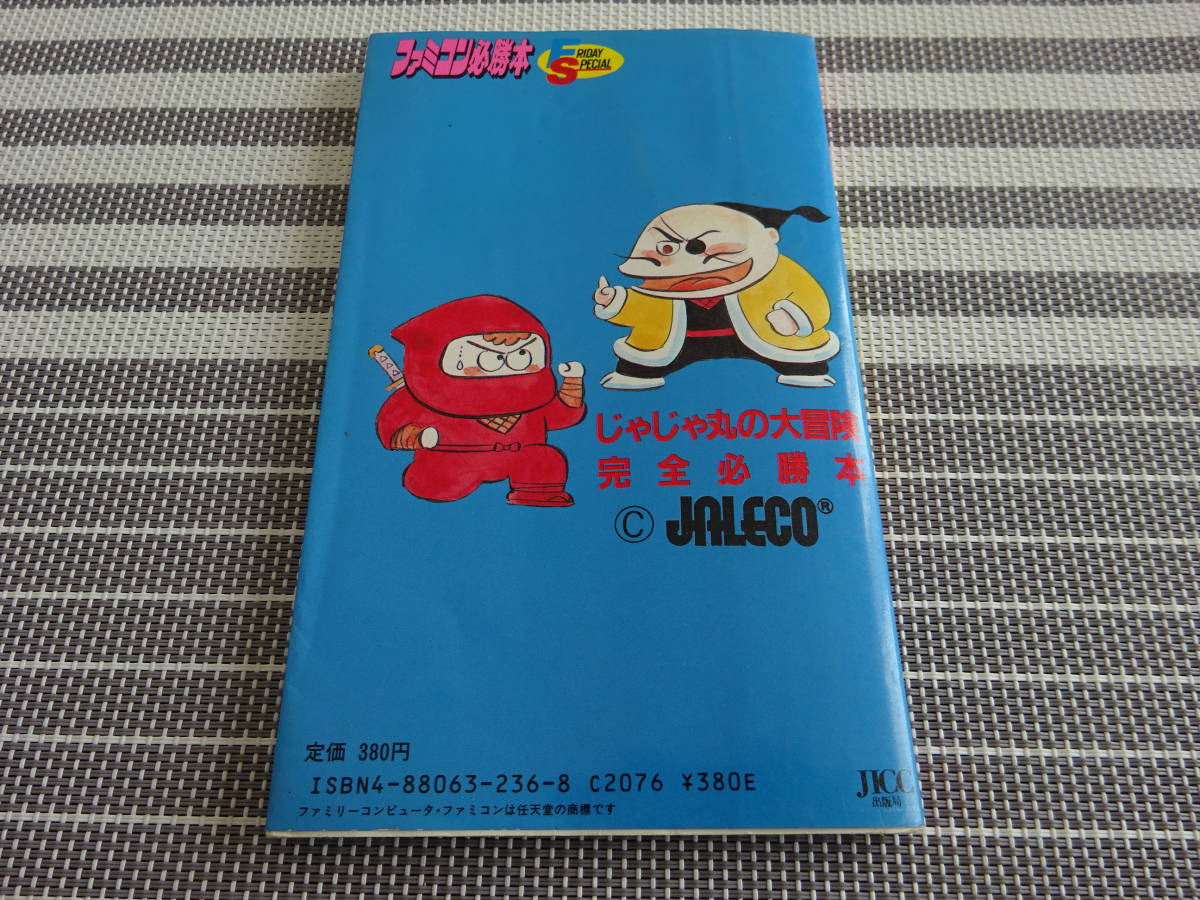 ファミコン必勝本
FRIDAY
SPECIAL
じゃじゃ丸の大冒険
完全必勝本
© JALECO®
定価 380円
ISBN4-88063-236-8 C2076 ¥380E
ファミリーコンピュータ・ファミコンは任天堂の商標です
JICC
出版局